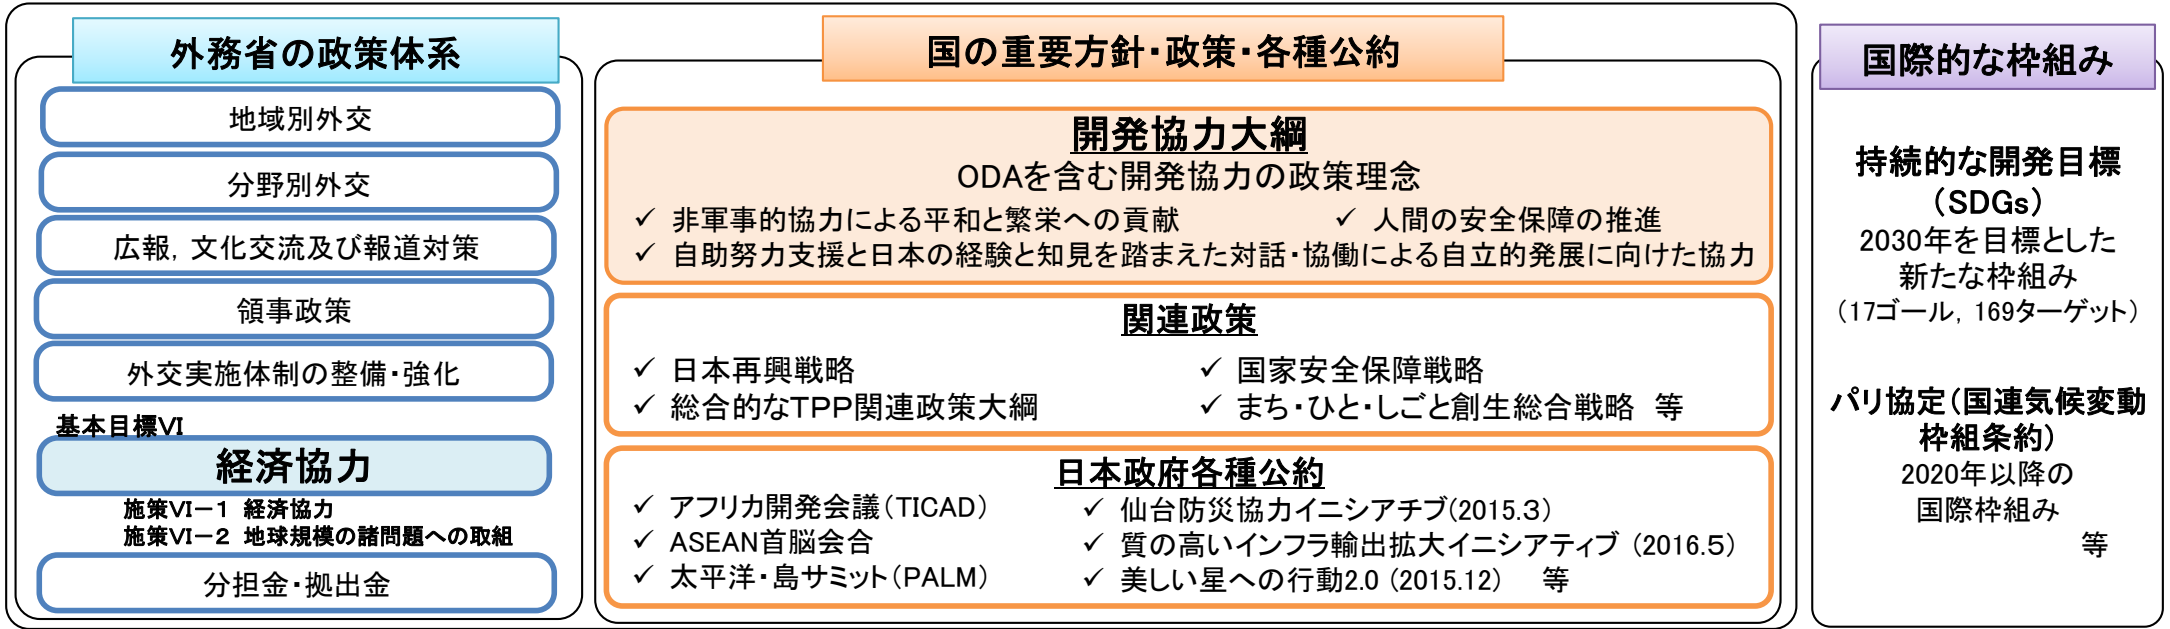 外務省の政策体系
地域別外交
分野別外交
広報，文化交流及び報道対策
領事政策
外交実施体制の整備・強化
基本目標Ⅵ
経済協力
施策Ⅵ－１ 経済協力
施策Ⅵ－２ 地球規模の諸問題への取組
分担金・拠出金
国の重要方針・政策・各種公約
開発協力大綱
ODAを含む開発協力の政策理念
✓ 非軍事的協力による平和と繁栄への貢献 ✓ 人間の安全保障の推進
✓ 自助努力支援と日本の経験と知見を踏まえた対話・協働による自立的発展に向けた協力
関連政策
✓ 日本再興戦略 ✓ 国家安全保障戦略
✓ 総合的なTPP関連政策大綱 ✓ まち・ひと・しごと創生総合戦略 等
日本政府各種公約
✓ アフリカ開発会議（TICAD） ✓ 仙台防災協力イニシアチブ(2015.3)
✓ ASEAN首脳会合 ✓ 質の高いインフラ輸出拡大イニシアティブ (2016.5)
✓ 太平洋・島サミット（PALM） ✓ 美しい星への行動2.0 (2015.12) 等
国際的な枠組み
持続的な開発目標
（SDGs）
2030年を目標とした
新たな枠組み
（17ゴール，169ターゲット）
パリ協定（国連気候変動
枠組条約）
2020年以降の
国際枠組み
等